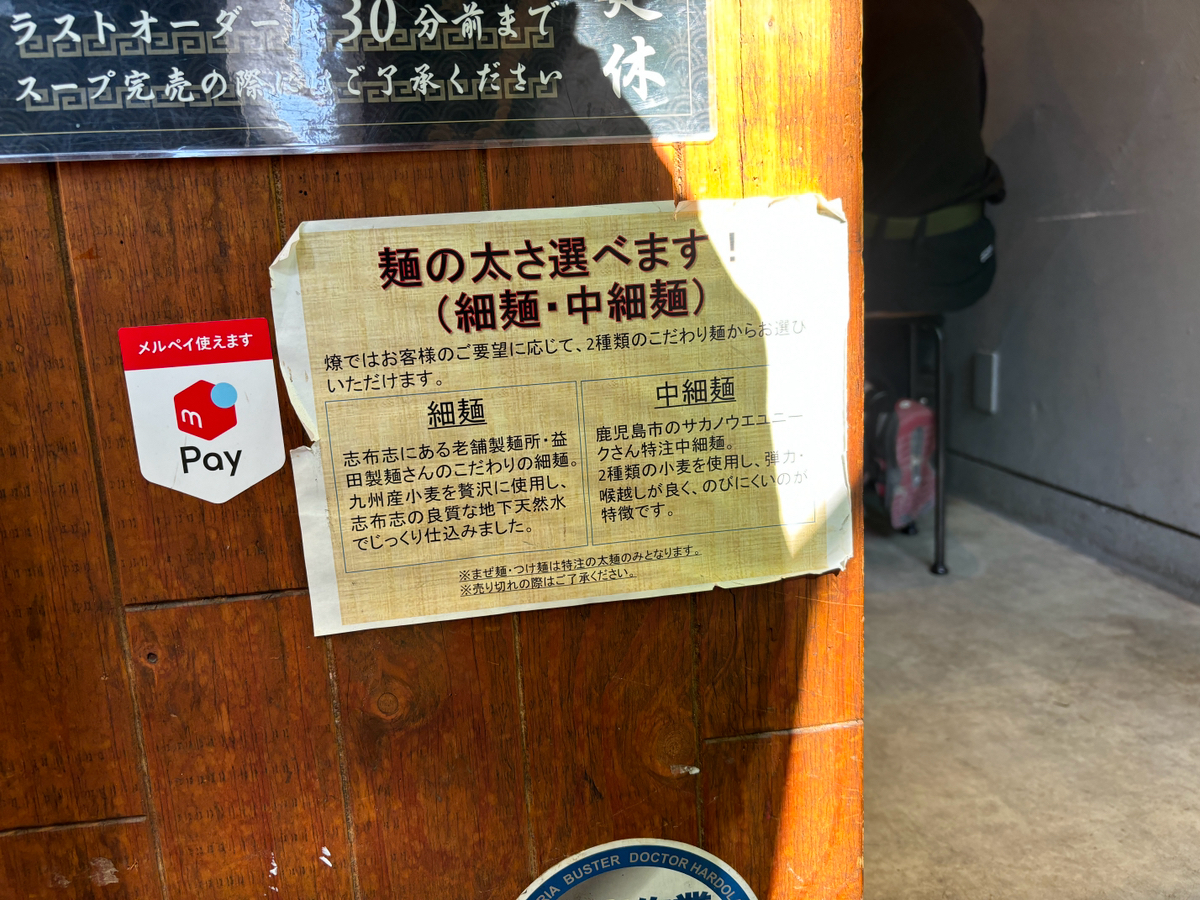 ラストオーダー 30分前まで
スープ完売の際に ご了承ください
休
麺の太さ選べます！
（細麺・中細麺）
燎ではお客様のご要望に応じて、2種類のこだわり麺からお選び
いただけます。
細麺
志布志にある老舗製麺所・益
田製麺さんのこだわりの細麺。
九州産小麦を贅沢に使用し、
志布志の良質な地下天然水
でじっくり仕込みました。
中細麺
鹿児島市のサカノウエユニー
クさん特注中細麺。
2種類の小麦を使用し、弾力・
喉越しが良く、のびにくいのが
特徴です。
※まぜ麺・つけ麺は特注の太麺のみとなります。
※売り切れの際はご了承ください。
メルペイ使えます
m
Pay
RIA BUSTER DOCTOR HARDOL